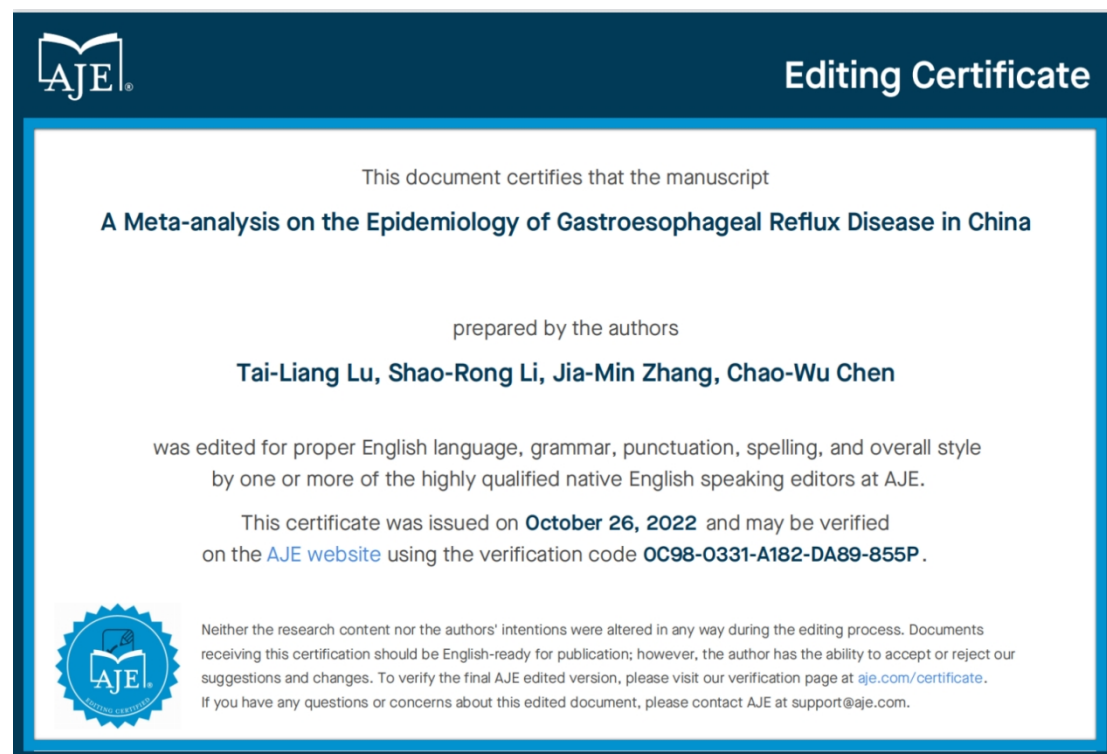 AJE®
Editing Certificate
This document certifies that the manuscript
A Meta-analysis on the Epidemiology of Gastroesophageal Reflux Disease in China
prepared by the authors
Tai-Liang Lu, Shao-Rong Li, Jia-Min Zhang, Chao-Wu Chen
was edited for proper English language, grammar, punctuation, spelling, and overall style
by one or more of the highly qualified native English speaking editors at AJE.
This certificate was issued on October 26, 2022 and may be verified
on the AJE website using the verification code 0C98-0331-A182-DA89-855P.
Neither the research content nor the authors' intentions were altered in any way during the editing process. Documents
receiving this certification should be English-ready for publication; however, the author has the ability to accept or reject our
suggestions and changes. To verify the final AJE edited version, please visit our verification page at aje.com/certificate.
If you have any questions or concerns about this edited document, please contact AJE at support@aje.com.
AJE®
EDITING CERTIFIED